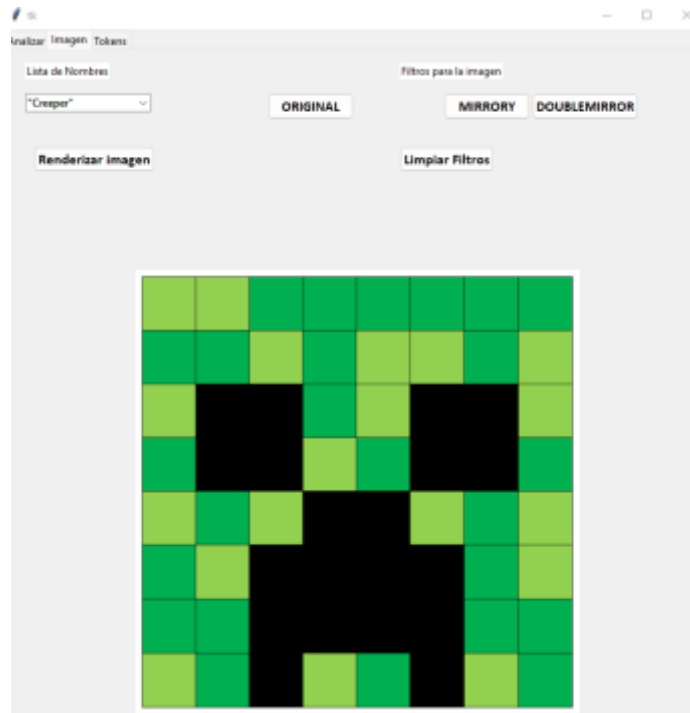 tk
Analizar Imagen Tokens
Lista de Nombres
Filtros para la imagen
"Creeper"
ORIGINAL
MIRRORY
DOUBLEMIRROR
Renderizar imagen
Limpiar Filtros